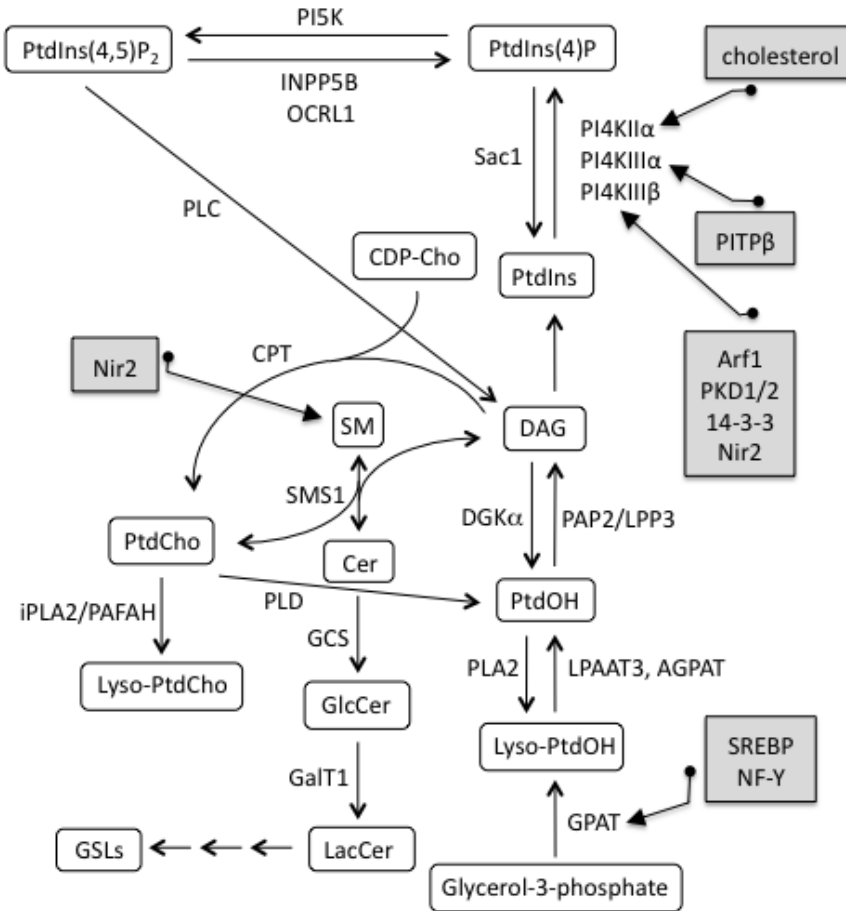 PI5K
PtdIns(4,5)P₂
PtdIns(4)P
cholesterol
INPP5B
OCRL1
PI4KIIα
Sac1
PI4KIIIα
PI4KIIIβ
PLC
PITPβ
CDP-Cho
PtdIns
CPT
Nir2
Arf1
PKD1/2
14-3-3
Nir2
SM
DAG
SMS1
DGKα
PAP2/LPP3
PtdCho
Cer
PLD
PtdOH
iPLA2/PAFAH
GCS
PLA2
LPAAT3, AGPAT
Lyso-PtdCho
GlcCer
Lyso-PtdOH
SREBP
NF-Y
GalT1
GPAT
GSLs
LacCer
Glycerol-3-phosphate